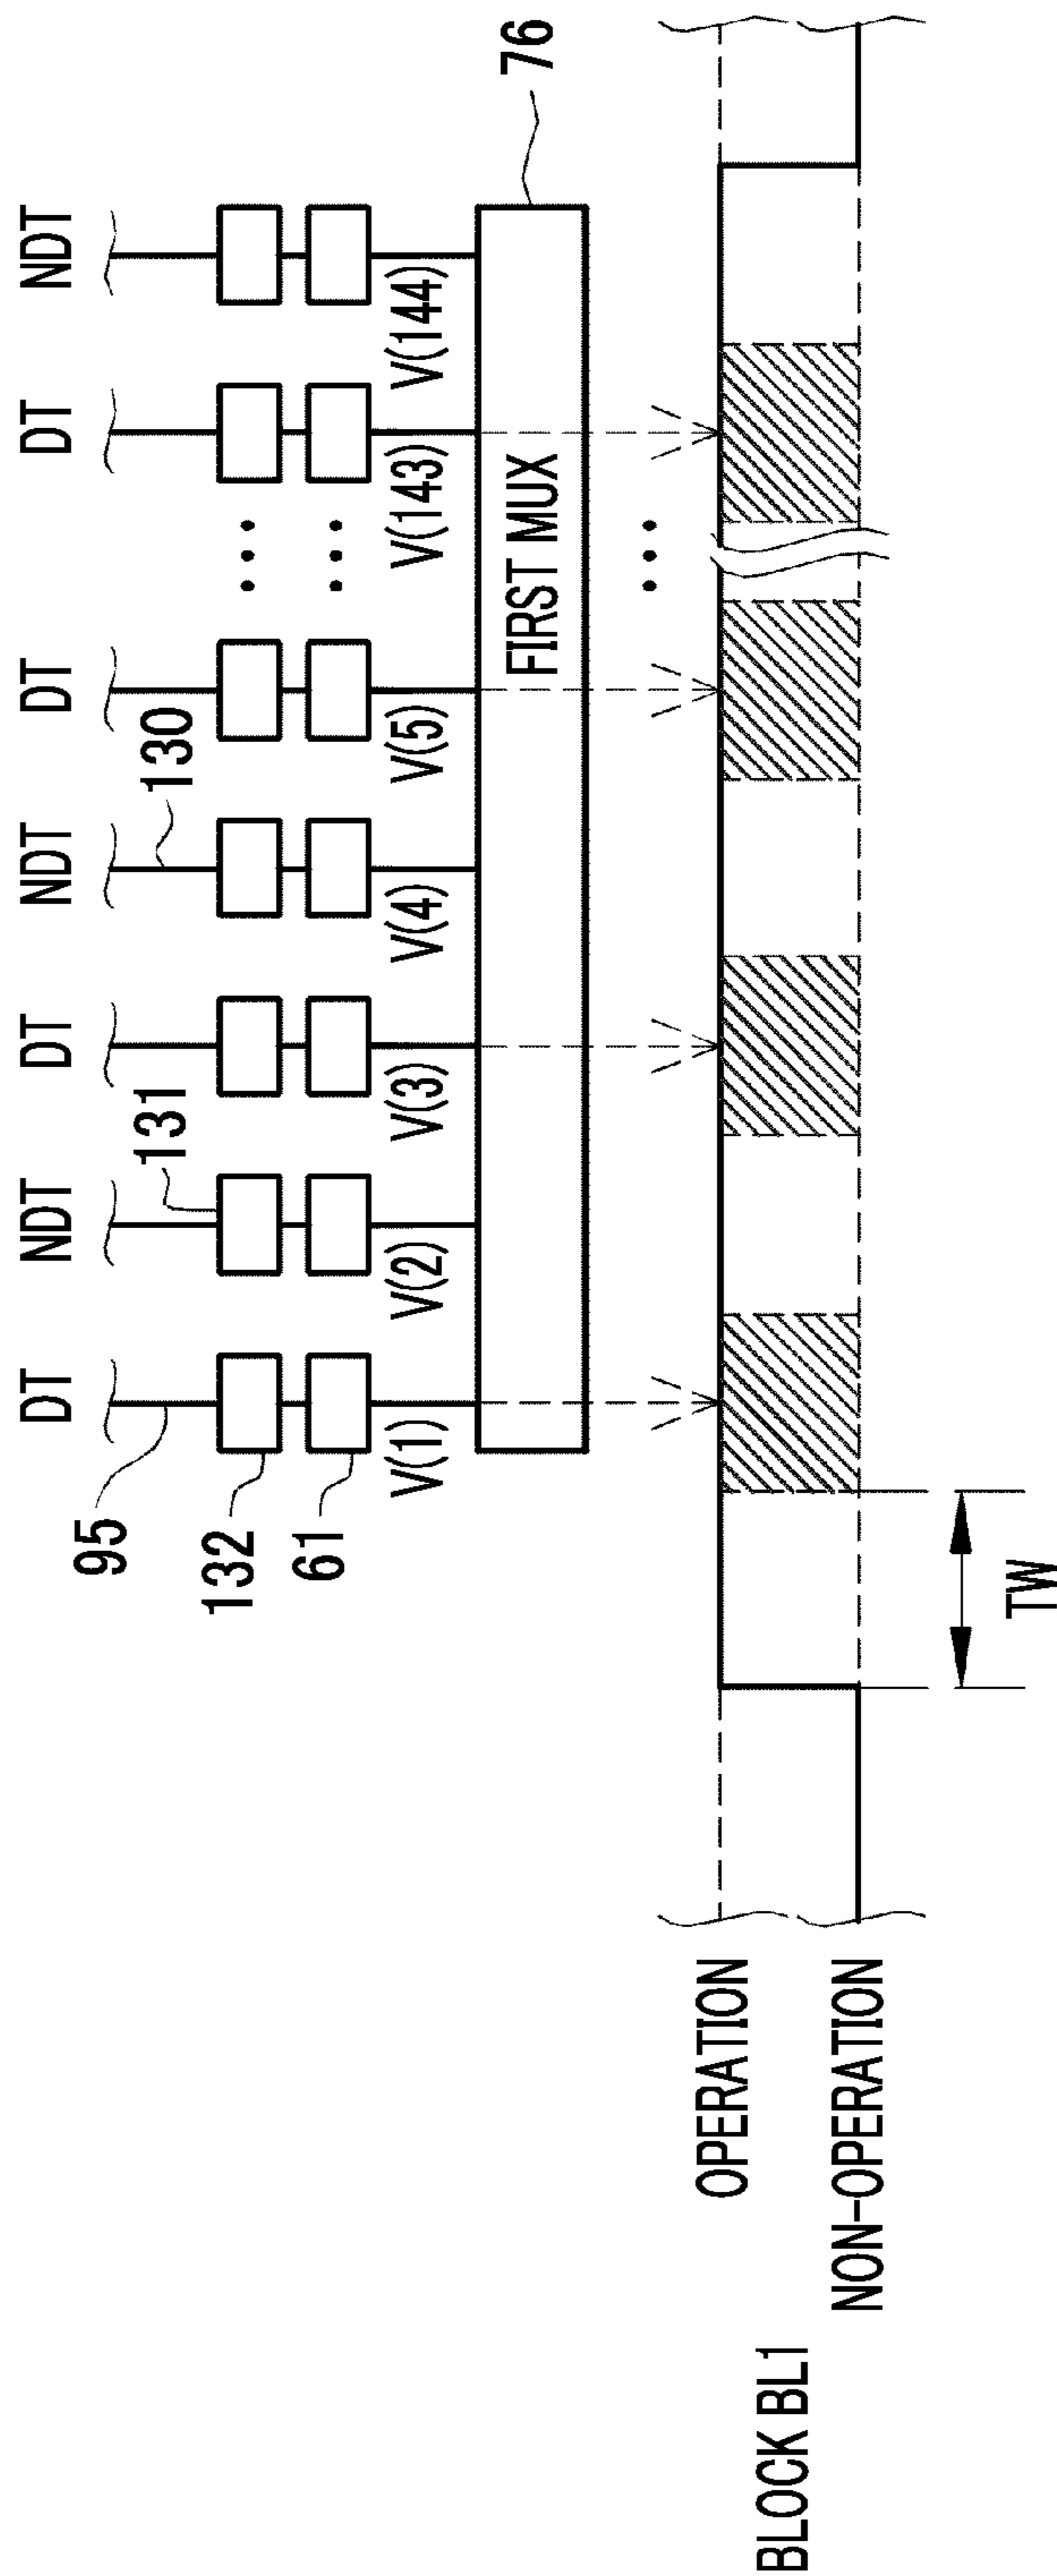 DT NDT DT NDT DT DT NDT
95
131
130
132
61
V(1) V(2) V(3) V(4) V(5) V(143) V(144)
76
FIRST MUX
OPERATION
BLOCK BL1
NON-OPERATION
TW